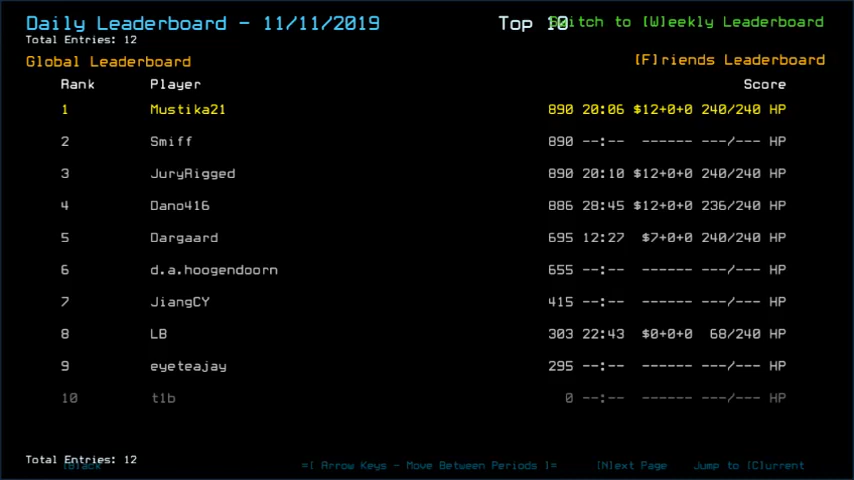 Daily Leaderboard - 11/11/2019 Top 10 Switch to [W]eekly Leaderboard
Total Entries: 12
Global Leaderboard [F]riends Leaderboard
Rank Player Score
1 Mustika21 890 20:06 $12+0+0 240/240 HP
2 Smiff 890 --:-- ------ ---/--- HP
3 JuryRigged 890 20:10 $12+0+0 240/240 HP
4 Dano416 886 28:45 $12+0+0 236/240 HP
5 Dargaard 695 12:27 $7+0+0 240/240 HP
6 d.a.hoogendoorn 655 --:-- ------ ---/--- HP
7 JiangCY 415 --:-- ------ ---/--- HP
8 LB 303 22:43 $0+0+0 68/240 HP
9 eyeteajay 295 --:-- ------ ---/--- HP
10 t1b 0 --:-- ------ ---/--- HP
Total Entries: 12
[B]ack =[ Arrow Keys - Move Between Periods ]= [N]ext Page Jump to [C]urrent